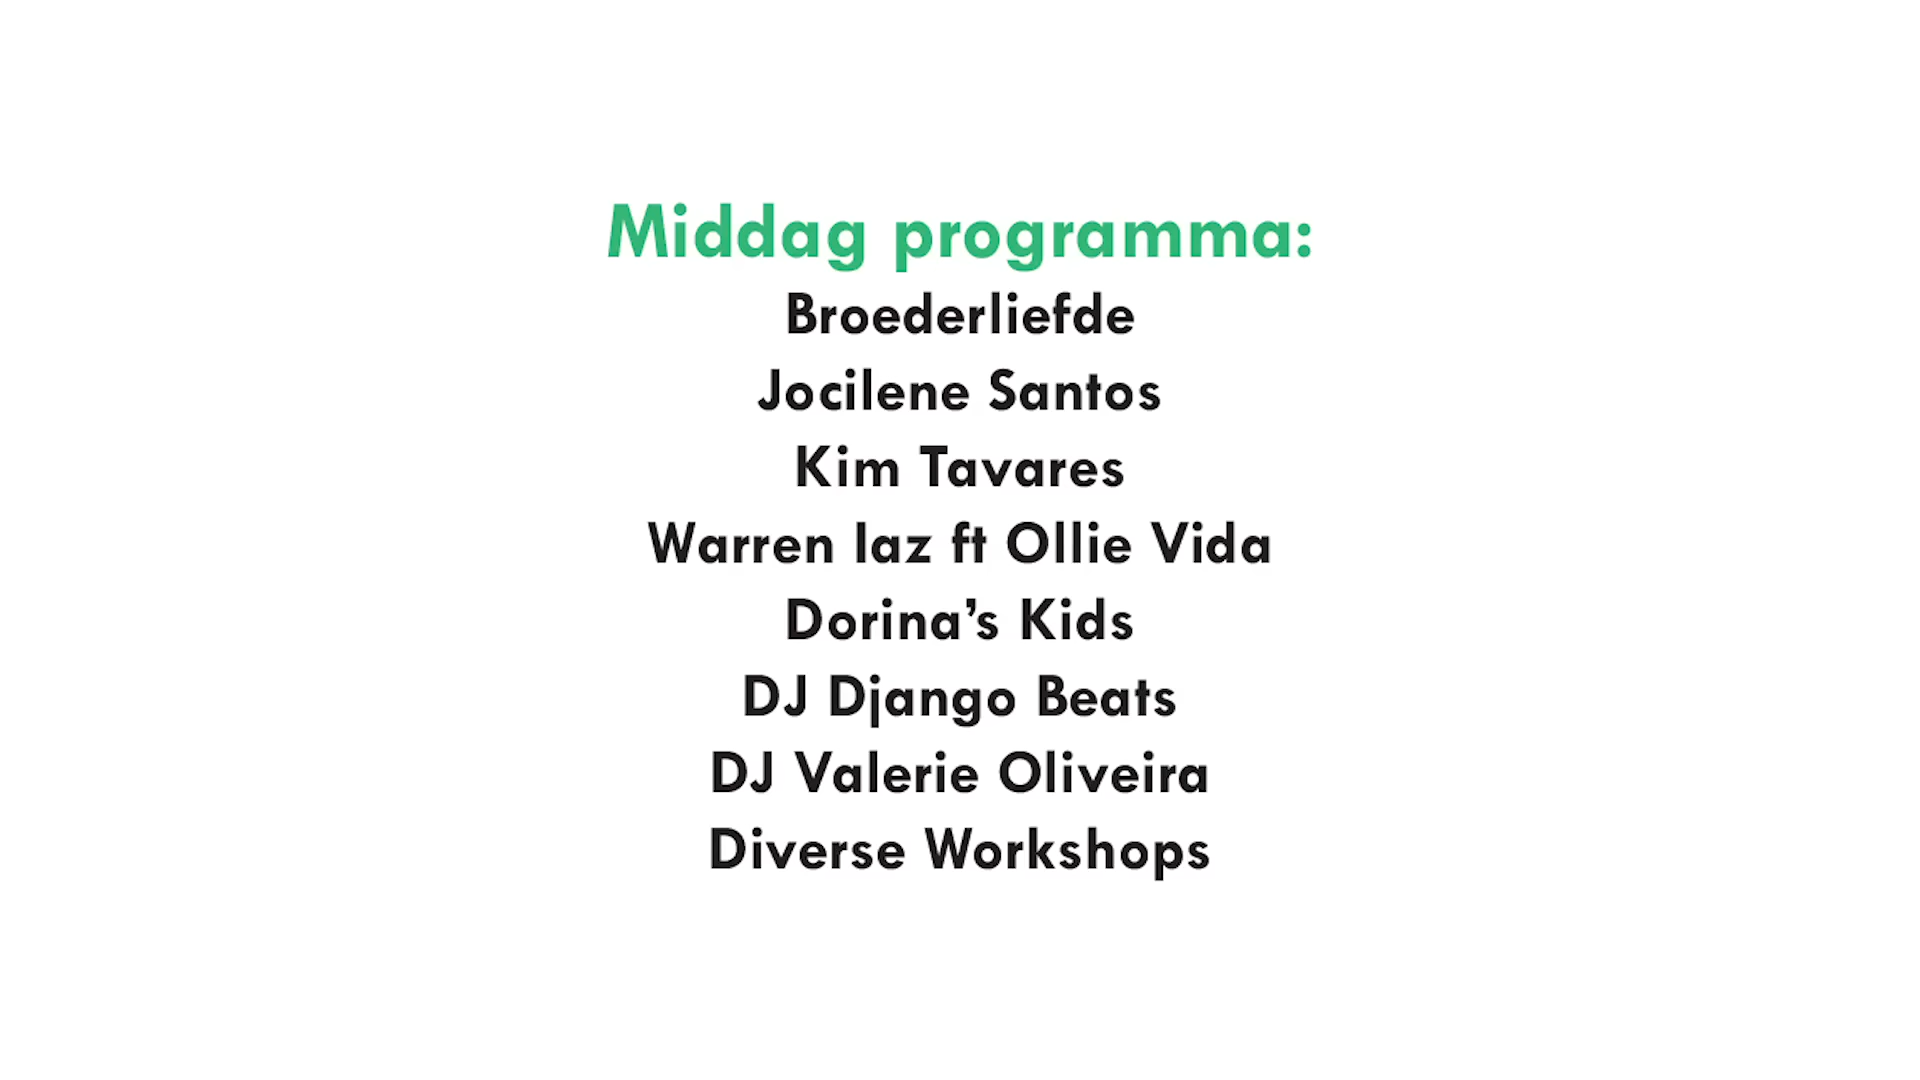 Middag programma:
Broederliefde
Jocilene Santos
Kim Tavares
Warren Iaz ft Ollie Vida
Dorina’s Kids
DJ Django Beats
DJ Valerie Oliveira
Diverse Workshops